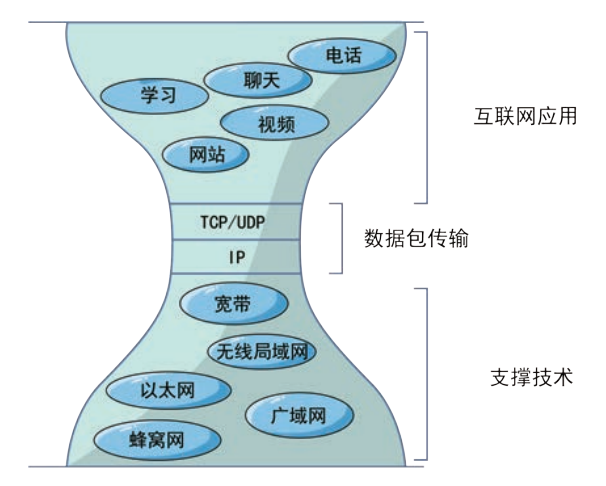 电话
聊天
学习
视频
网站
互联网应用
TCP/UDP
数据包传输
IP
宽带
无线局域网
以太网
支撑技术
广域网
蜂窝网